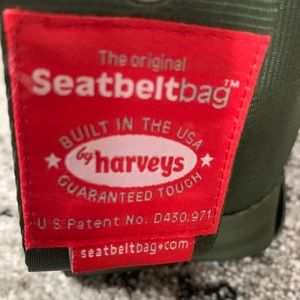 The original
Seatbeltbag™
BUILT IN THE USA
by harveys
GUARANTEED TOUGH
U.S. Patent No. D430.971
seatbeltbag•com